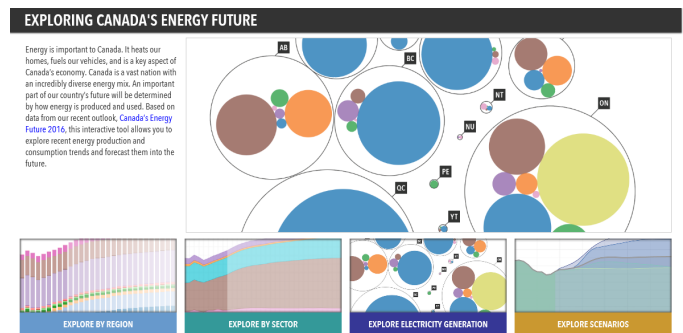 EXPLORING CANADA'S ENERGY FUTURE
Energy is important to Canada. It heats our
homes, fuels our vehicles, and is a key aspect of
Canada's economy. Canada is a vast nation with
an incredibly diverse energy mix. An important
part of our country's future will be determined
by how energy is produced and used. Based on
data from our recent outlook, Canada's Energy
Future 2016, this interactive tool allows you to
explore recent energy production and
consumption trends and forecast them into the
future.
AB
BC
NT
ON
NU
PE
QC
YT
EXPLORE BY REGION
EXPLORE BY SECTOR
EXPLORE ELECTRICITY GENERATION
EXPLORE SCENARIOS